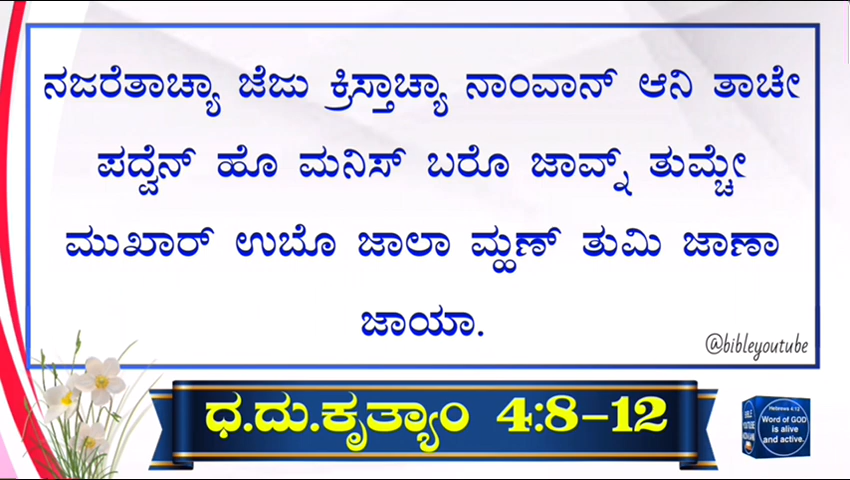 ನಜರೆತಾಚ್ಯಾ ಜೆಜು ಕ್ರಿಸ್ತಾಚ್ಯಾ ನಾಂವಾನ್ ಆನಿ ತಾಚೇ
ಪದ್ವೆನ್ ಹೊ ಮನಿಸ್ ಬರೊ ಜಾವ್ನ್ ತುಮ್ಚೇ
ಮುಖಾರ್ ಉಬೊ ಜಾಲಾ ಮ್ಹಣ್ ತುಮಿ ಜಾಣಾ
ಜಾಯಾ.
@bibleyoutube
ಧ.ದು.ಕೃತ್ಯಾಂ 4:8-12
Hebrews 4:12
Word of GOD
is alive
and active.